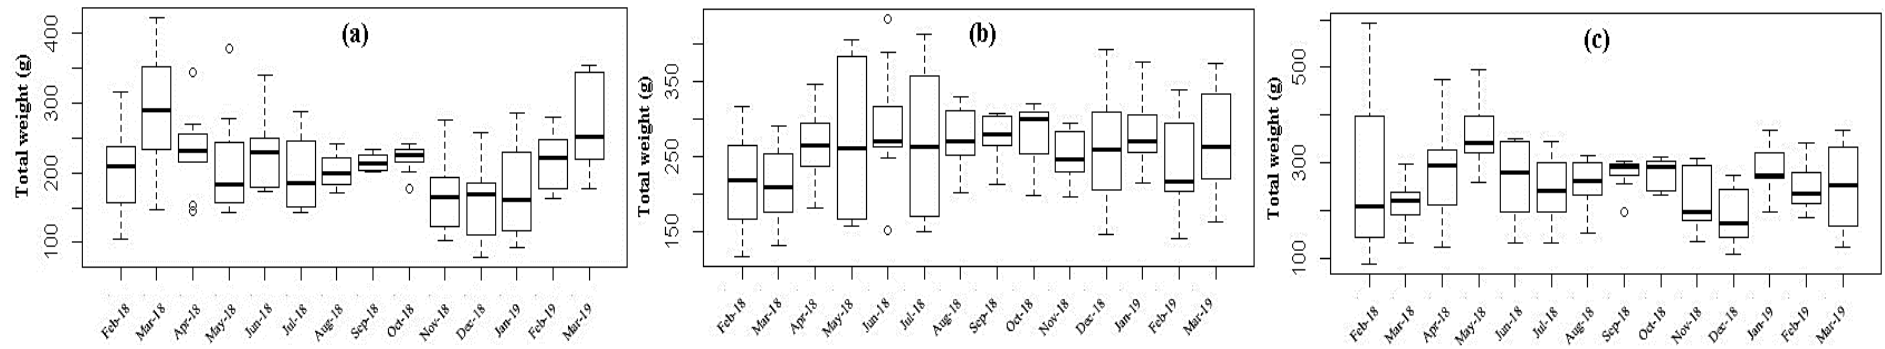 (a)
Total weight (g)
400
300
200
100
Feb-18
Mar-18
Apr-18
May-18
Jun-18
Jul-18
Aug-18
Sep-18
Oct-18
Nov-18
Dec-18
Jan-19
Feb-19
Mar-19
(b)
Total weight (g)
350
250
150
Feb-18
Mar-18
Apr-18
May-18
Jun-18
Jul-18
Aug-18
Sep-18
Oct-18
Nov-18
Dec-18
Jan-19
Feb-19
Mar-19
(c)
Total weight (g)
500
300
100
Feb-18
Mar-18
Apr-18
May-18
Jun-18
Jul-18
Aug-18
Sep-18
Oct-18
Nov-18
Dec-18
Jan-19
Feb-19
Mar-19